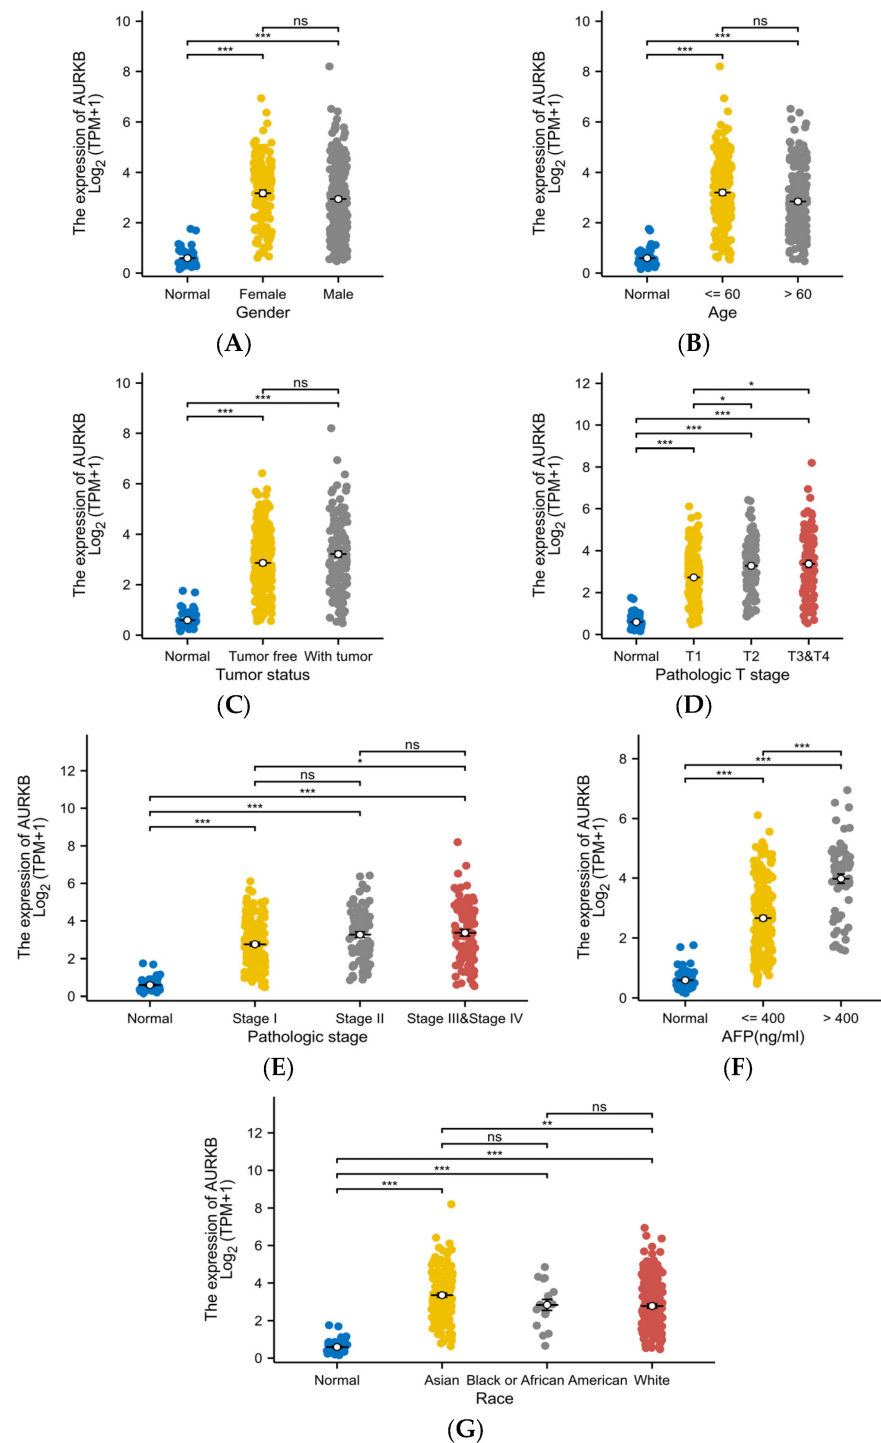 The expression of AURKB
Log2 (TPM+1)
10
8
6
4
2
0
ns
***
***
Normal Female Male
Gender
(A)
The expression of AURKB
Log2 (TPM+1)
10
8
6
4
2
0
ns
***
***
Normal <= 60 > 60
Age
(B)
The expression of AURKB
Log2 (TPM+1)
10
8
6
4
2
0
ns
***
***
Normal Tumor free With tumor
Tumor status
(C)
The expression of AURKB
Log2 (TPM+1)
12
10
8
6
4
2
0
*
*
***
***
***
Normal T1 T2 T3&T4
Pathologic T stage
(D)
The expression of AURKB
Log2 (TPM+1)
12
10
8
6
4
2
0
ns
*
ns
***
***
***
Normal Stage I Stage II Stage III&Stage IV
Pathologic stage
(E)
The expression of AURKB
Log2 (TPM+1)
8
6
4
2
0
***
***
***
Normal <= 400 > 400
AFP(ng/ml)
(F)
The expression of AURKB
Log2 (TPM+1)
12
10
8
6
4
2
0
ns
**
ns
***
***
***
Normal Asian Black or African American White
Race
(G)